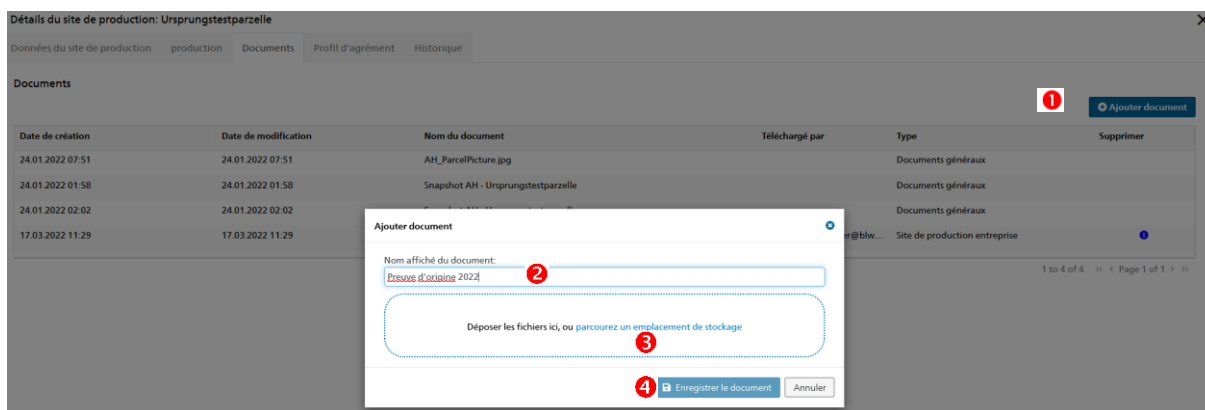 Détails du site de production: Ursprungstestparzelle
Données du site de production production Documents Profil d'agrément Historique
Documents
1 Ajouter document
Date de création Date de modification Nom du document Téléchargé par Type Supprimer
24.01.2022 07:51 24.01.2022 07:51 AH_ParcelPicture.jpg Documents généraux
24.01.2022 01:58 24.01.2022 01:58 Snapshot AH - Ursprungstestparzelle Documents généraux
24.01.2022 02:02 24.01.2022 02:02 Documents généraux
17.03.2022 11:29 17.03.2022 11:29 er@blw... Site de production entreprise
1 to 4 of 4 Page 1 of 1
Ajouter document
Nom affiché du document:
Preuve d'origine 2022 2
Déposer les fichiers ici, ou parcourez un emplacement de stockage
3
4 Enregistrer le document Annuler